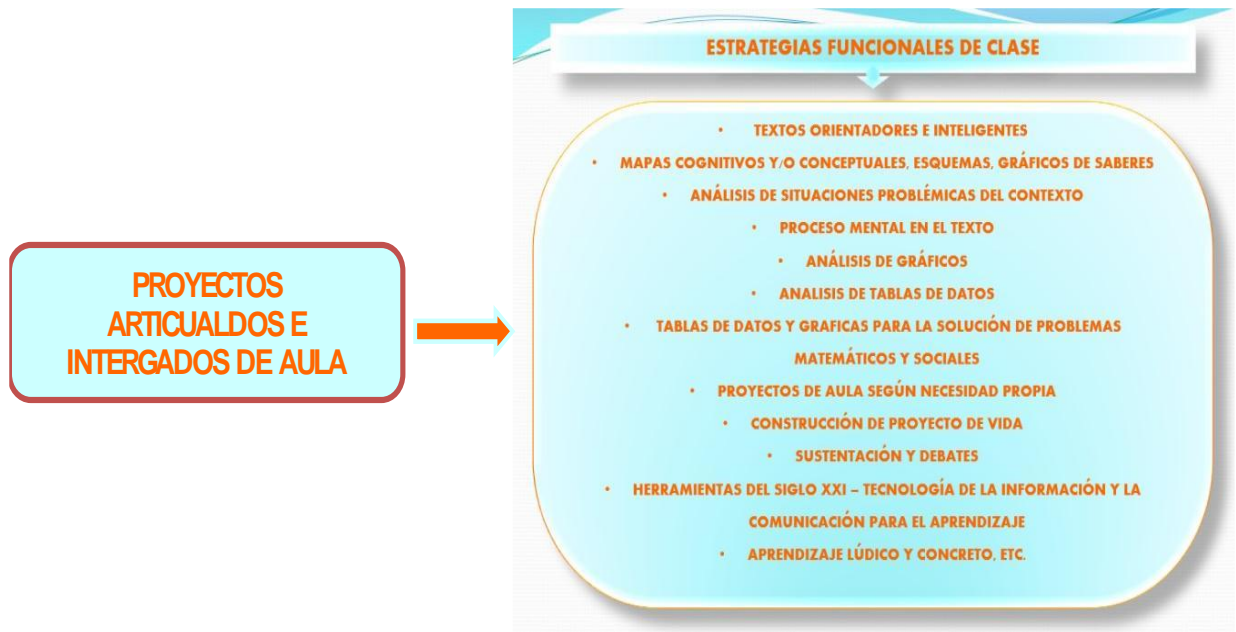 PROYECTOS
ARTICUALDOS E
INTERGADOS DE AULA
ESTRATEGIAS FUNCIONALES DE CLASE
• TEXTOS ORIENTADORES E INTELIGENTES
• MAPAS COGNITIVOS Y/O CONCEPTUALES, ESQUEMAS, GRÁFICOS DE SABERES
• ANÁLISIS DE SITUACIONES PROBLÉMICAS DEL CONTEXTO
• PROCESO MENTAL EN EL TEXTO
• ANÁLISIS DE GRÁFICOS
• ANALISIS DE TABLAS DE DATOS
• TABLAS DE DATOS Y GRAFICAS PARA LA SOLUCIÓN DE PROBLEMAS
MATEMÁTICOS Y SOCIALES
• PROYECTOS DE AULA SEGÚN NECESIDAD PROPIA
• CONSTRUCCIÓN DE PROYECTO DE VIDA
• SUSTENTACIÓN Y DEBATES
• HERRAMIENTAS DEL SIGLO XXI – TECNOLOGÍA DE LA INFORMACIÓN Y LA
COMUNICACIÓN PARA EL APRENDIZAJE
• APRENDIZAJE LÚDICO Y CONCRETO, ETC.